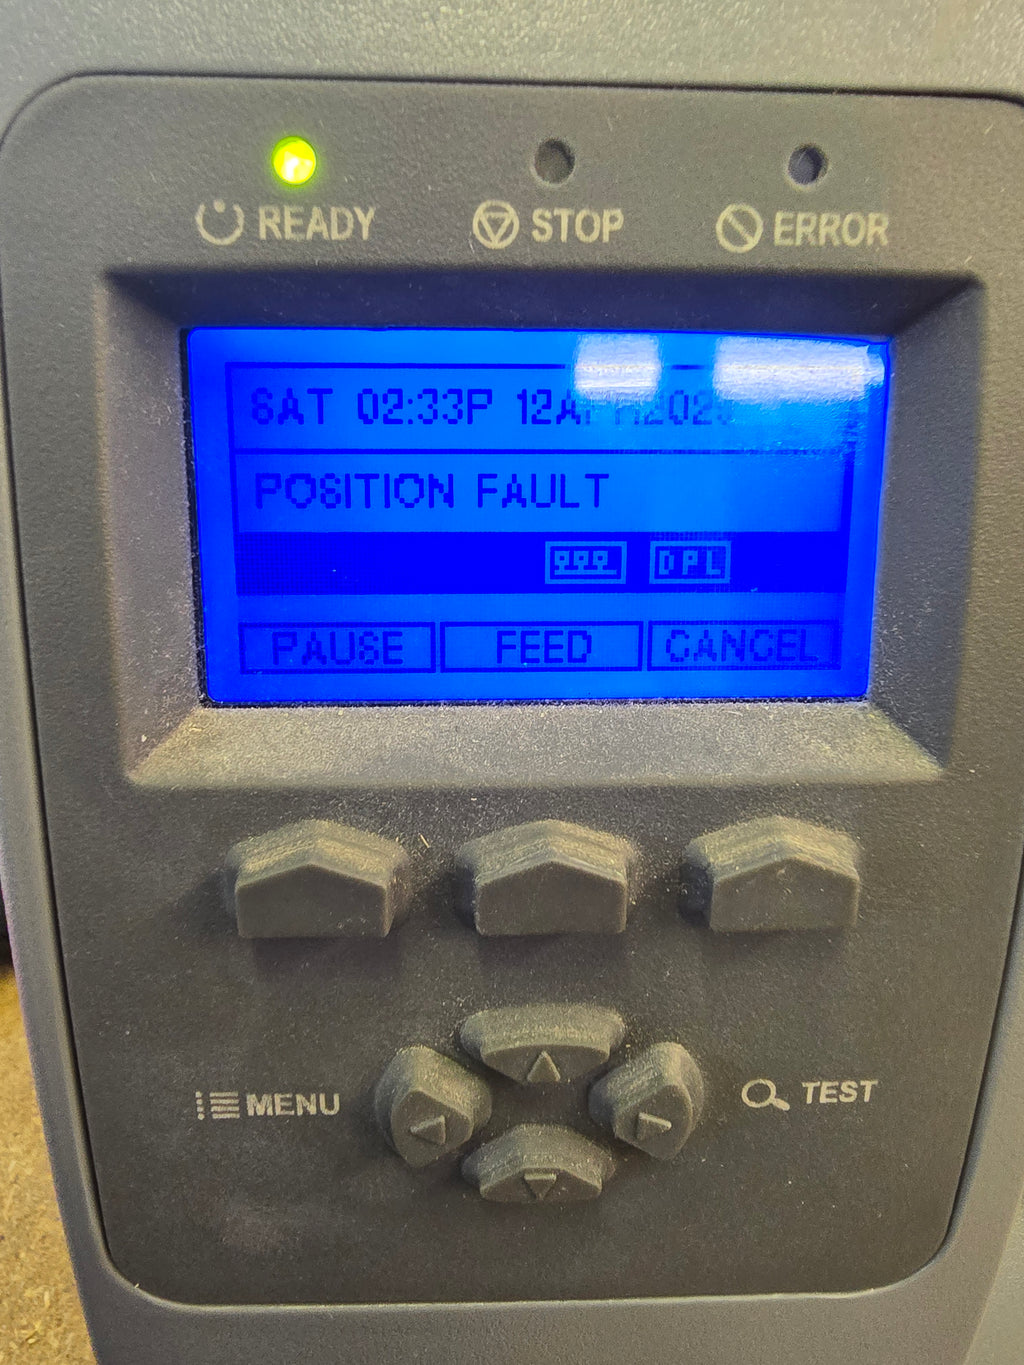 READY STOP ERROR
SAT 02:33P
POSITION FAULT
DPL
PAUSE FEED CANCEL
MENU TEST